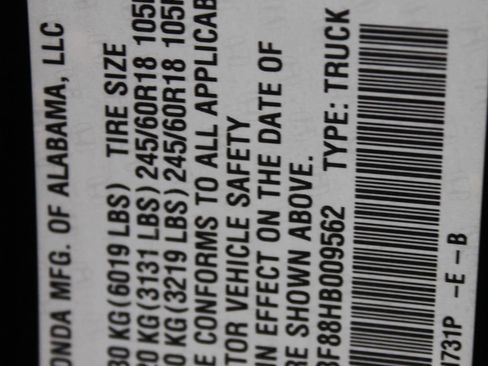 ONDA MFG. OF ALABAMA, LLC
30 KG (6019 LBS) TIRE SIZE
20 KG (3131 LBS) 245/60R18 105
0 KG (3219 LBS) 245/60R18 105
E CONFORMS TO ALL APPLICAB
TOR VEHICLE SAFETY
IN EFFECT ON THE DATE OF
RE SHOWN ABOVE.
3F88HB009562 TYPE: TRUCK
1731P -E-B